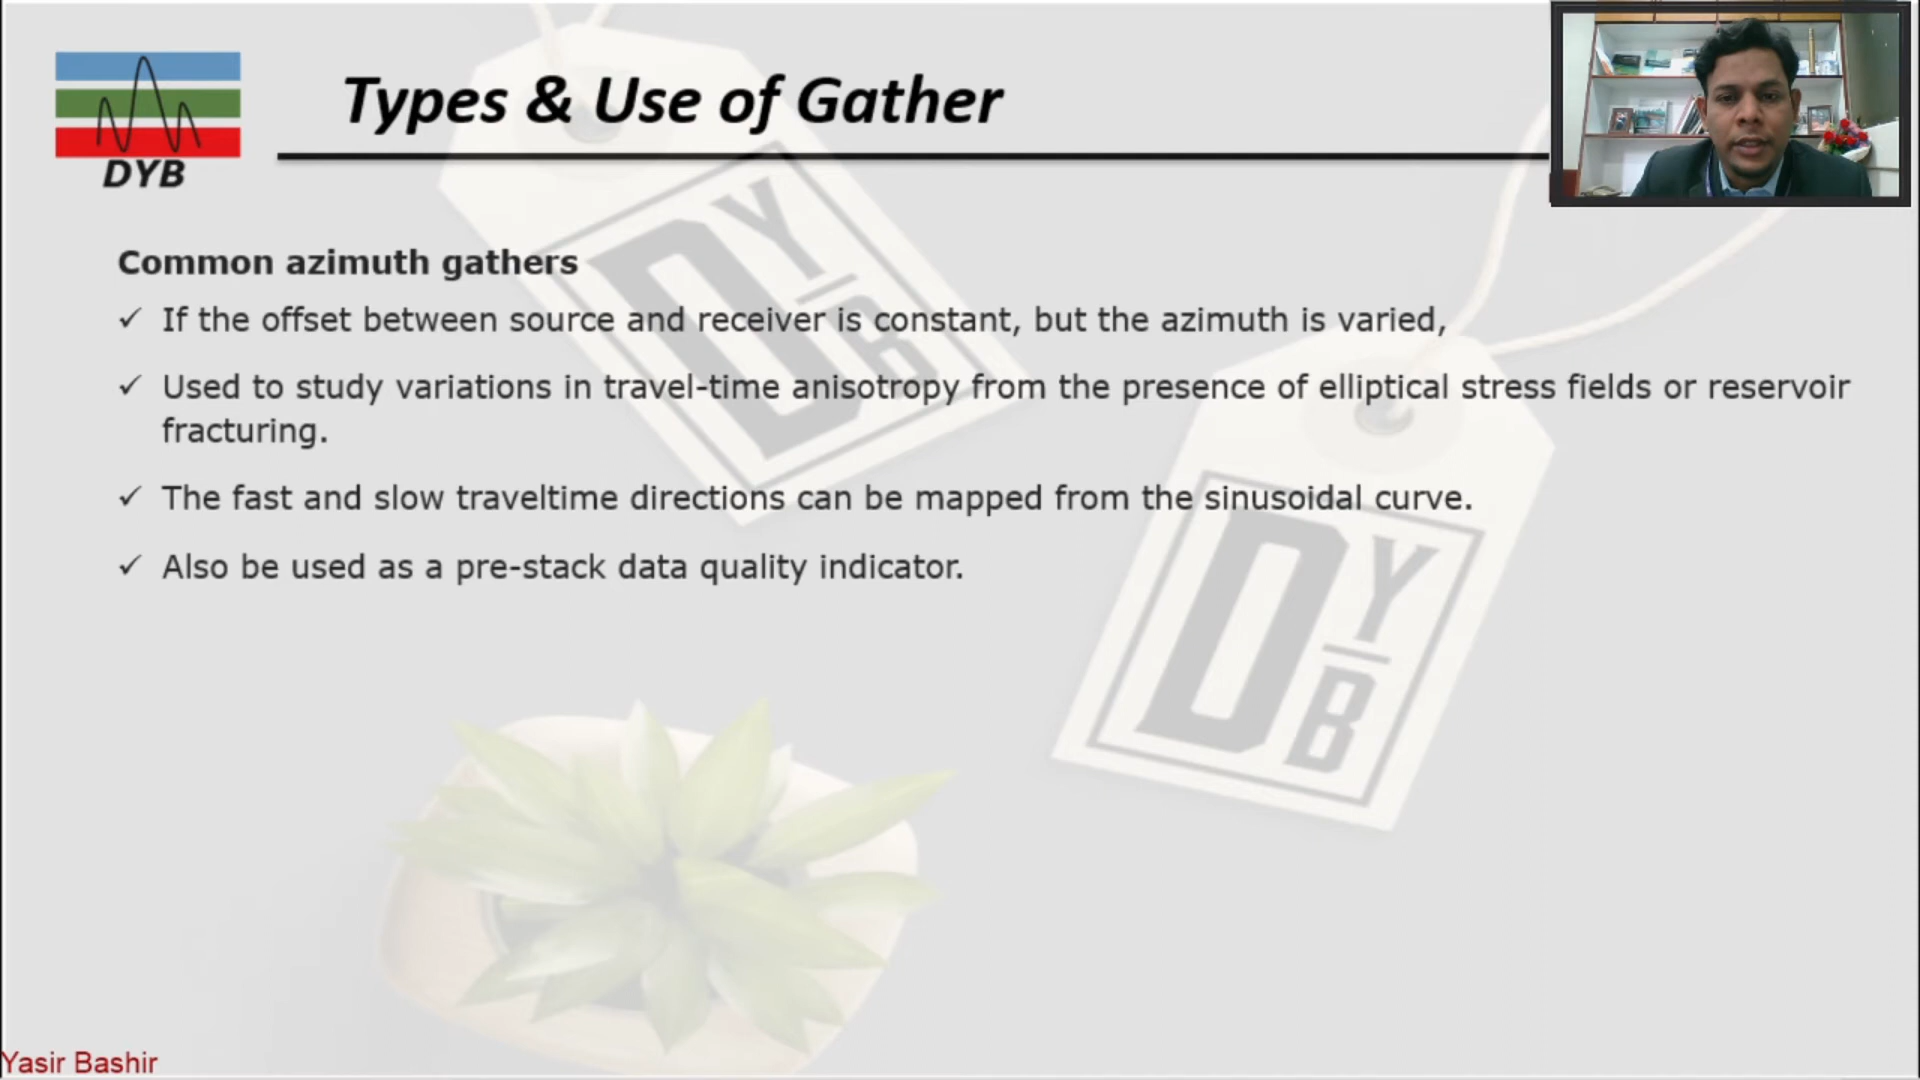 DYB
Types & Use of Gather
Common azimuth gathers
✓ If the offset between source and receiver is constant, but the azimuth is varied,
✓ Used to study variations in travel-time anisotropy from the presence of elliptical stress fields or reservoir
fracturing.
✓ The fast and slow traveltime directions can be mapped from the sinusoidal curve.
✓ Also be used as a pre-stack data quality indicator.
DYB
DYB
Yasir Bashir